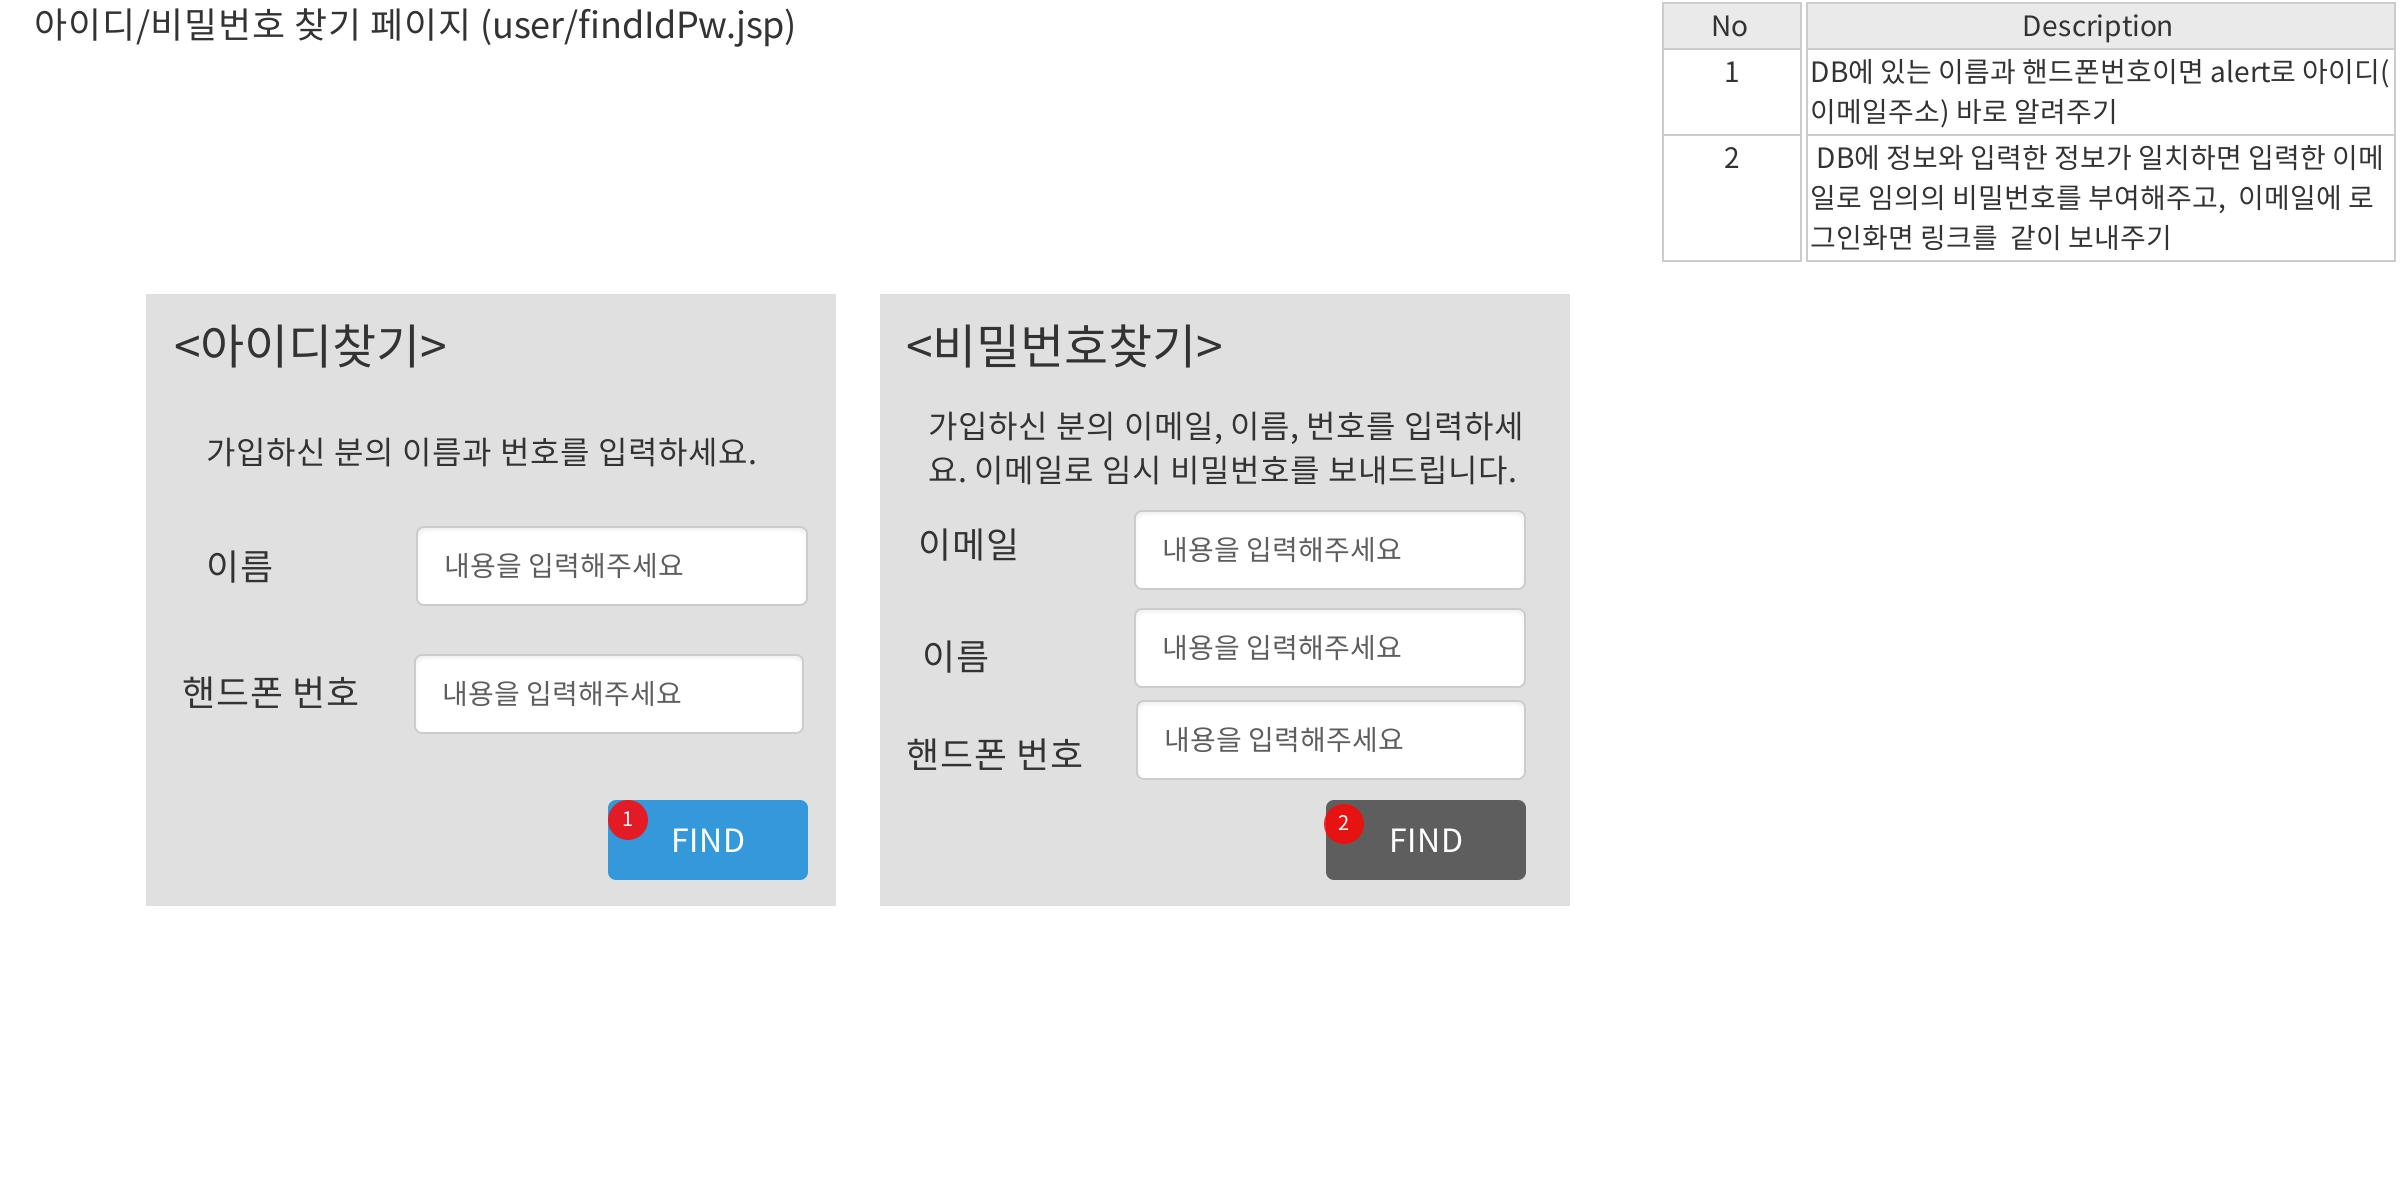 아이디/비밀번호 찾기 페이지 (user/findIdPw.jsp)
No
Description
1
DB에 있는 이름과 핸드폰번호이면 alert로 아이디(
이메일주소) 바로 알려주기
2
DB에 정보와 입력한 정보가 일치하면 입력한 이메
일로 임의의 비밀번호를 부여해주고,  이메일에 로
그인화면 링크를  같이 보내주기
<아이디찾기>
가입하신 분의 이름과 번호를 입력하세요.
이름
내용을 입력해주세요
핸드폰 번호
내용을 입력해주세요
1
FIND
<비밀번호찾기>
가입하신 분의 이메일, 이름, 번호를 입력하세
요. 이메일로 임시 비밀번호를 보내드립니다.
이메일
내용을 입력해주세요
이름
내용을 입력해주세요
핸드폰 번호
내용을 입력해주세요
2
FIND